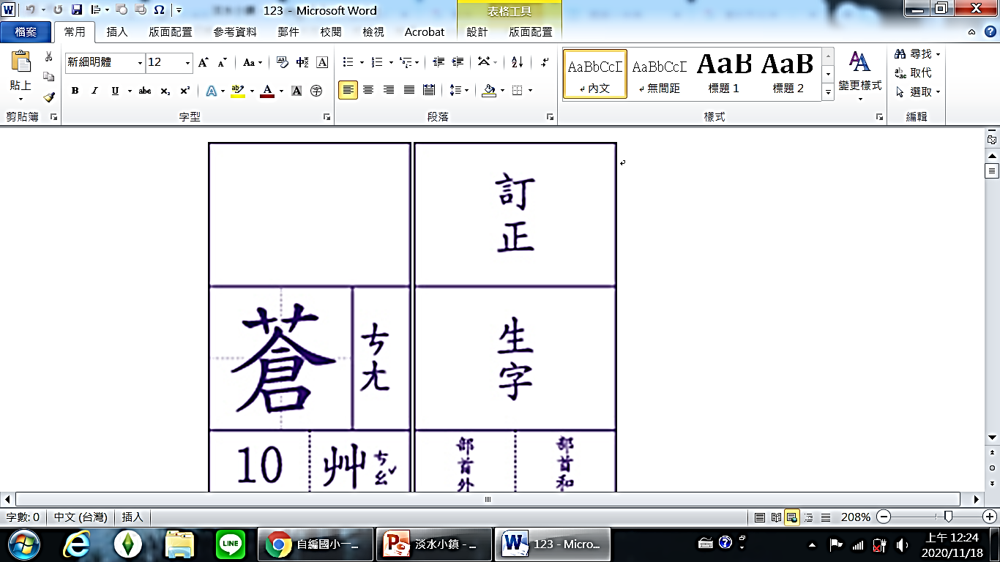 123 - Microsoft Word
表格工具
檔案 常用 插入 版面配置 參考資料 郵件 校閱 檢視 Acrobat 設計 版面配置
新細明體 12
貼上
剪貼簿 字型 段落 樣式 編輯
AaBbCcI AaBbCcI AaB AaB
內文 無間距 標題 1 標題 2
變更樣式
尋找
取代
選取
訂正
生字
蒼 ㄘㄤ
10 艸 ㄘㄠˇ
部首外 部首和
字數: 0 中文 (台灣) 插入 208%
LINE
自編國小一... 淡水小鎮 - ... 123 - Micro...
上午 12:24
2020/11/18